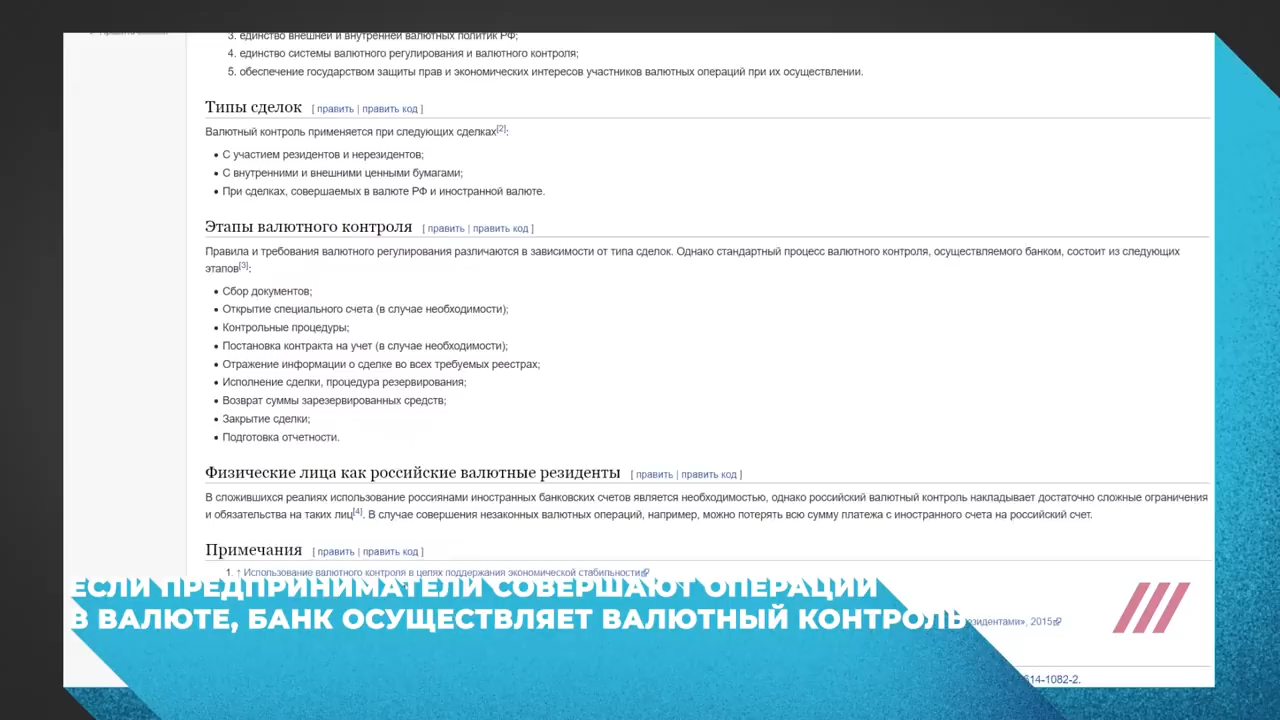 3. единство внешней и внутренней валютных политик РФ;
4. единство системы валютного регулирования и валютного контроля;
5. обеспечение государством защиты прав и экономических интересов участников валютных операций при их осуществлении.
Типы сделок [ править | править код ]
Валютный контроль применяется при следующих сделках[2]:
• С участием резидентов и нерезидентов;
• С внутренними и внешними ценными бумагами;
• При сделках, совершаемых в валюте РФ и иностранной валюте.
Этапы валютного контроля [ править | править код ]
Правила и требования валютного регулирования различаются в зависимости от типа сделок. Однако стандартный процесс валютного контроля, осуществляемого банком, состоит из следующих
этапов[3]:
• Сбор документов;
• Открытие специального счета (в случае необходимости);
• Контрольные процедуры;
• Постановка контракта на учет (в случае необходимости);
• Отражение информации о сделке во всех требуемых реестрах;
• Исполнение сделки, процедура резервирования;
• Возврат суммы зарезервированных средств;
• Закрытие сделки;
• Подготовка отчетности.
Физические лица как российские валютные резиденты [ править | править код ]
В сложившихся реалиях использование россиянами иностранных банковских счетов является необходимостью, однако российский валютный контроль накладывает достаточно сложные ограничения
и обязательства на таких лиц[4]. В случае совершения незаконных валютных операций, например, можно потерять всю сумму платежа с иностранного счета на российский счет.
Примечания [ править | править код ]
1. ↑ Использование валютного контроля в целях поддержания экономической стабильности
ЕСЛИ ПРЕДПРИНИМАТЕЛИ СОВЕРШАЮТ ОПЕРАЦИИ
В ВАЛЮТЕ, БАНК ОСУЩЕСТВЛЯЕТ ВАЛЮТНЫЙ КОНТРОЛЬ
зидентами», 2015
614-1082-2.